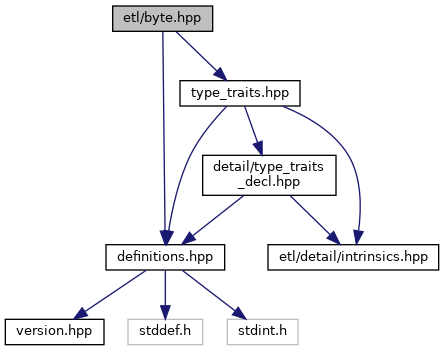 etl/byte.hpp
type_traits.hpp
detail/type_traits
_decl.hpp
definitions.hpp
etl/detail/intrinsics.hpp
version.hpp
stddef.h
stdint.h